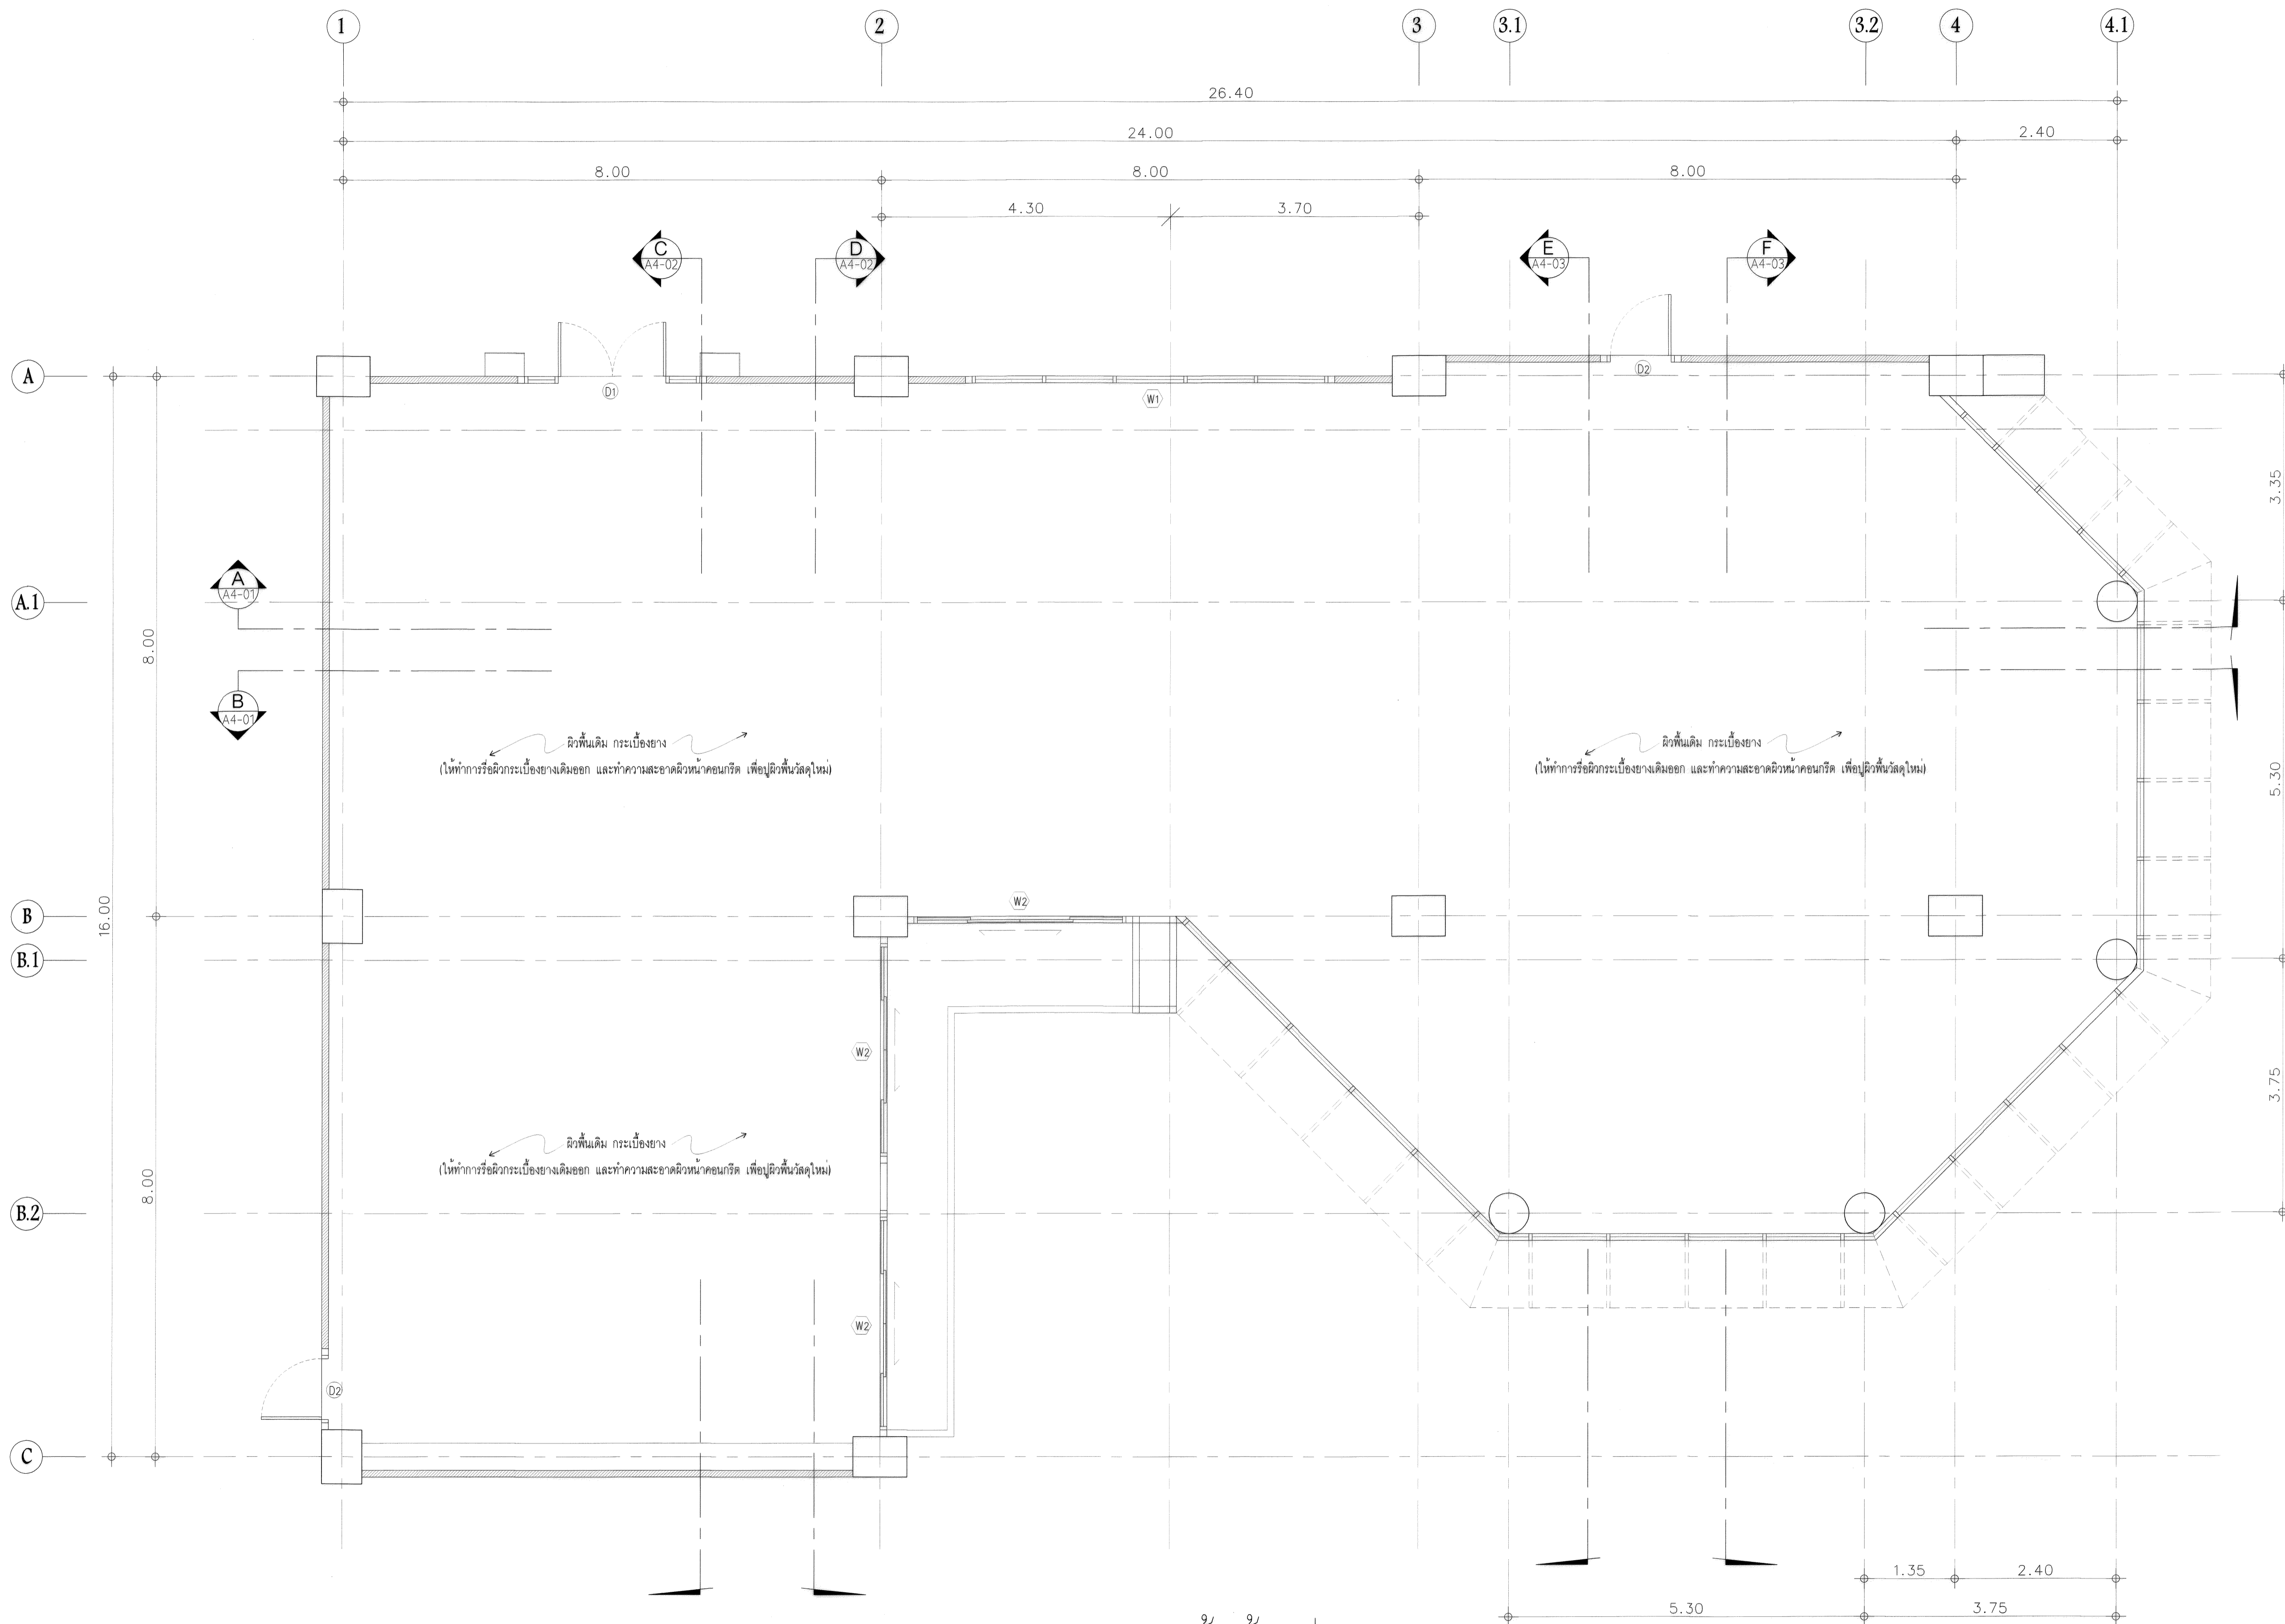 1 2 3 3.1 3.2 4 4.1
26.40
24.00 2.40
8.00 8.00 8.00
4.30 3.70
C D E F
A4-02 A4-02 A4-03 A4-03
A
D1 W1 D2
3.35
A
A4-01
A.1
8.00
B
A4-01
ผิวพื้นเดิม กระเบื้องยาง
(ให้ทำการรื้อผิวกระเบื้องยางเดิมออก และทำความสะอาดผิวหน้าคอนกรีต เพื่อปูผิวพื้นวัสดุใหม่)
ผิวพื้นเดิม กระเบื้องยาง
(ให้ทำการรื้อผิวกระเบื้องยางเดิมออก และทำความสะอาดผิวหน้าคอนกรีต เพื่อปูผิวพื้นวัสดุใหม่)
5.30
16.00
W2
B
B.1
W2
3.75
ผิวพื้นเดิม กระเบื้องยาง
(ให้ทำการรื้อผิวกระเบื้องยางเดิมออก และทำความสะอาดผิวหน้าคอนกรีต เพื่อปูผิวพื้นวัสดุใหม่)
8.00
B.2
W2
D2
C
1.35 2.40
5.30 3.75